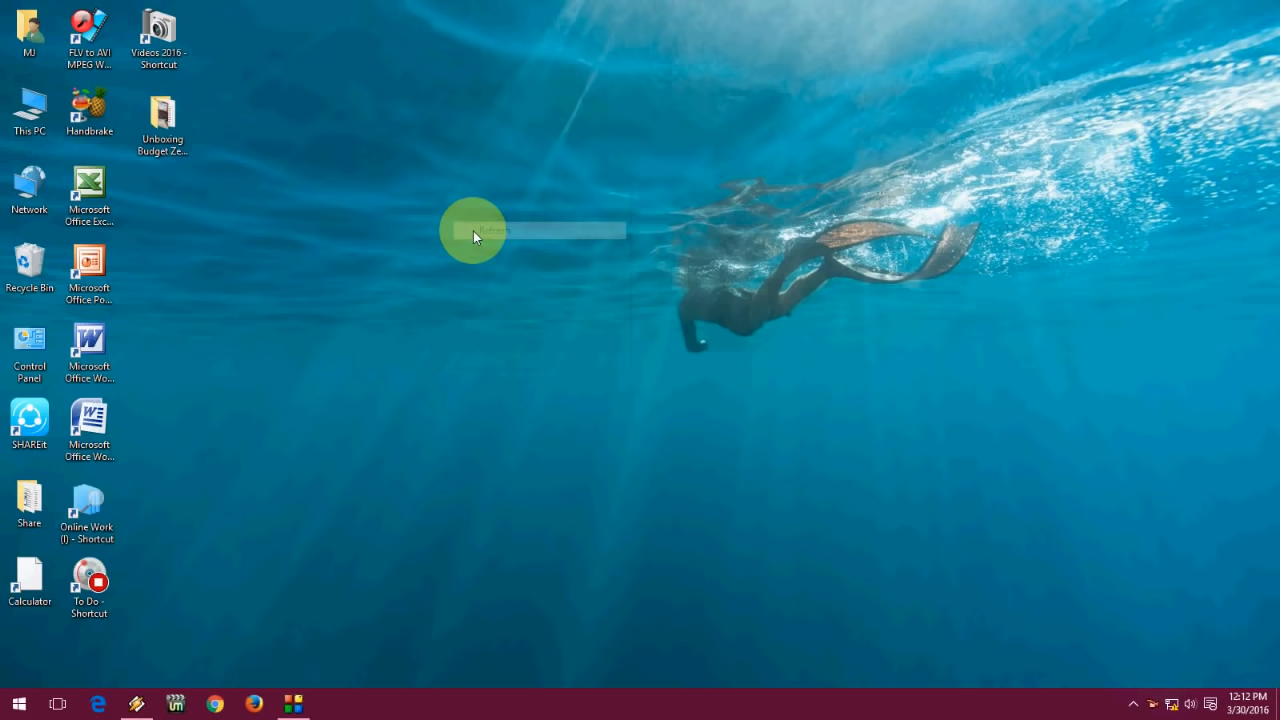 MJ
FLV to AVI
MPEG W...
Videos 2016 -
Shortcut
This PC
Handbrake
Unboxing
Budget Ze...
Network
Microsoft
Office Exc...
Recycle Bin
Microsoft
Office Po...
Control
Panel
Microsoft
Office Wo...
SHAREit
Microsoft
Office Wo...
Share
Online Work
(I) - Shortcut
Calculator
To Do -
Shortcut
Refresh
12:12 PM
3/30/2016